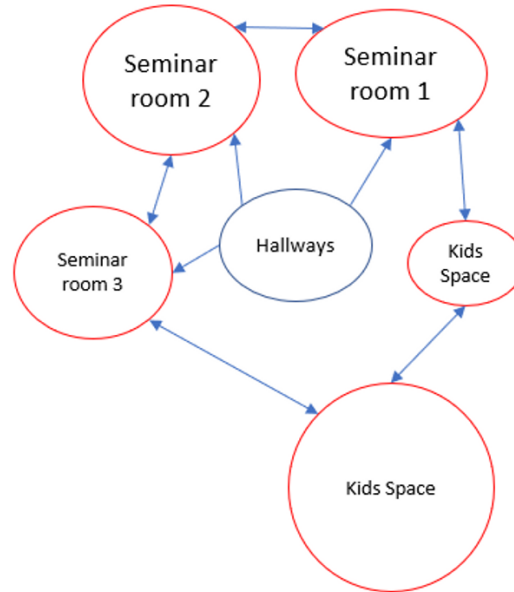 Seminar
room 2
Seminar
room 1
Hallways
Seminar
room 3
Kids
Space
Kids Space